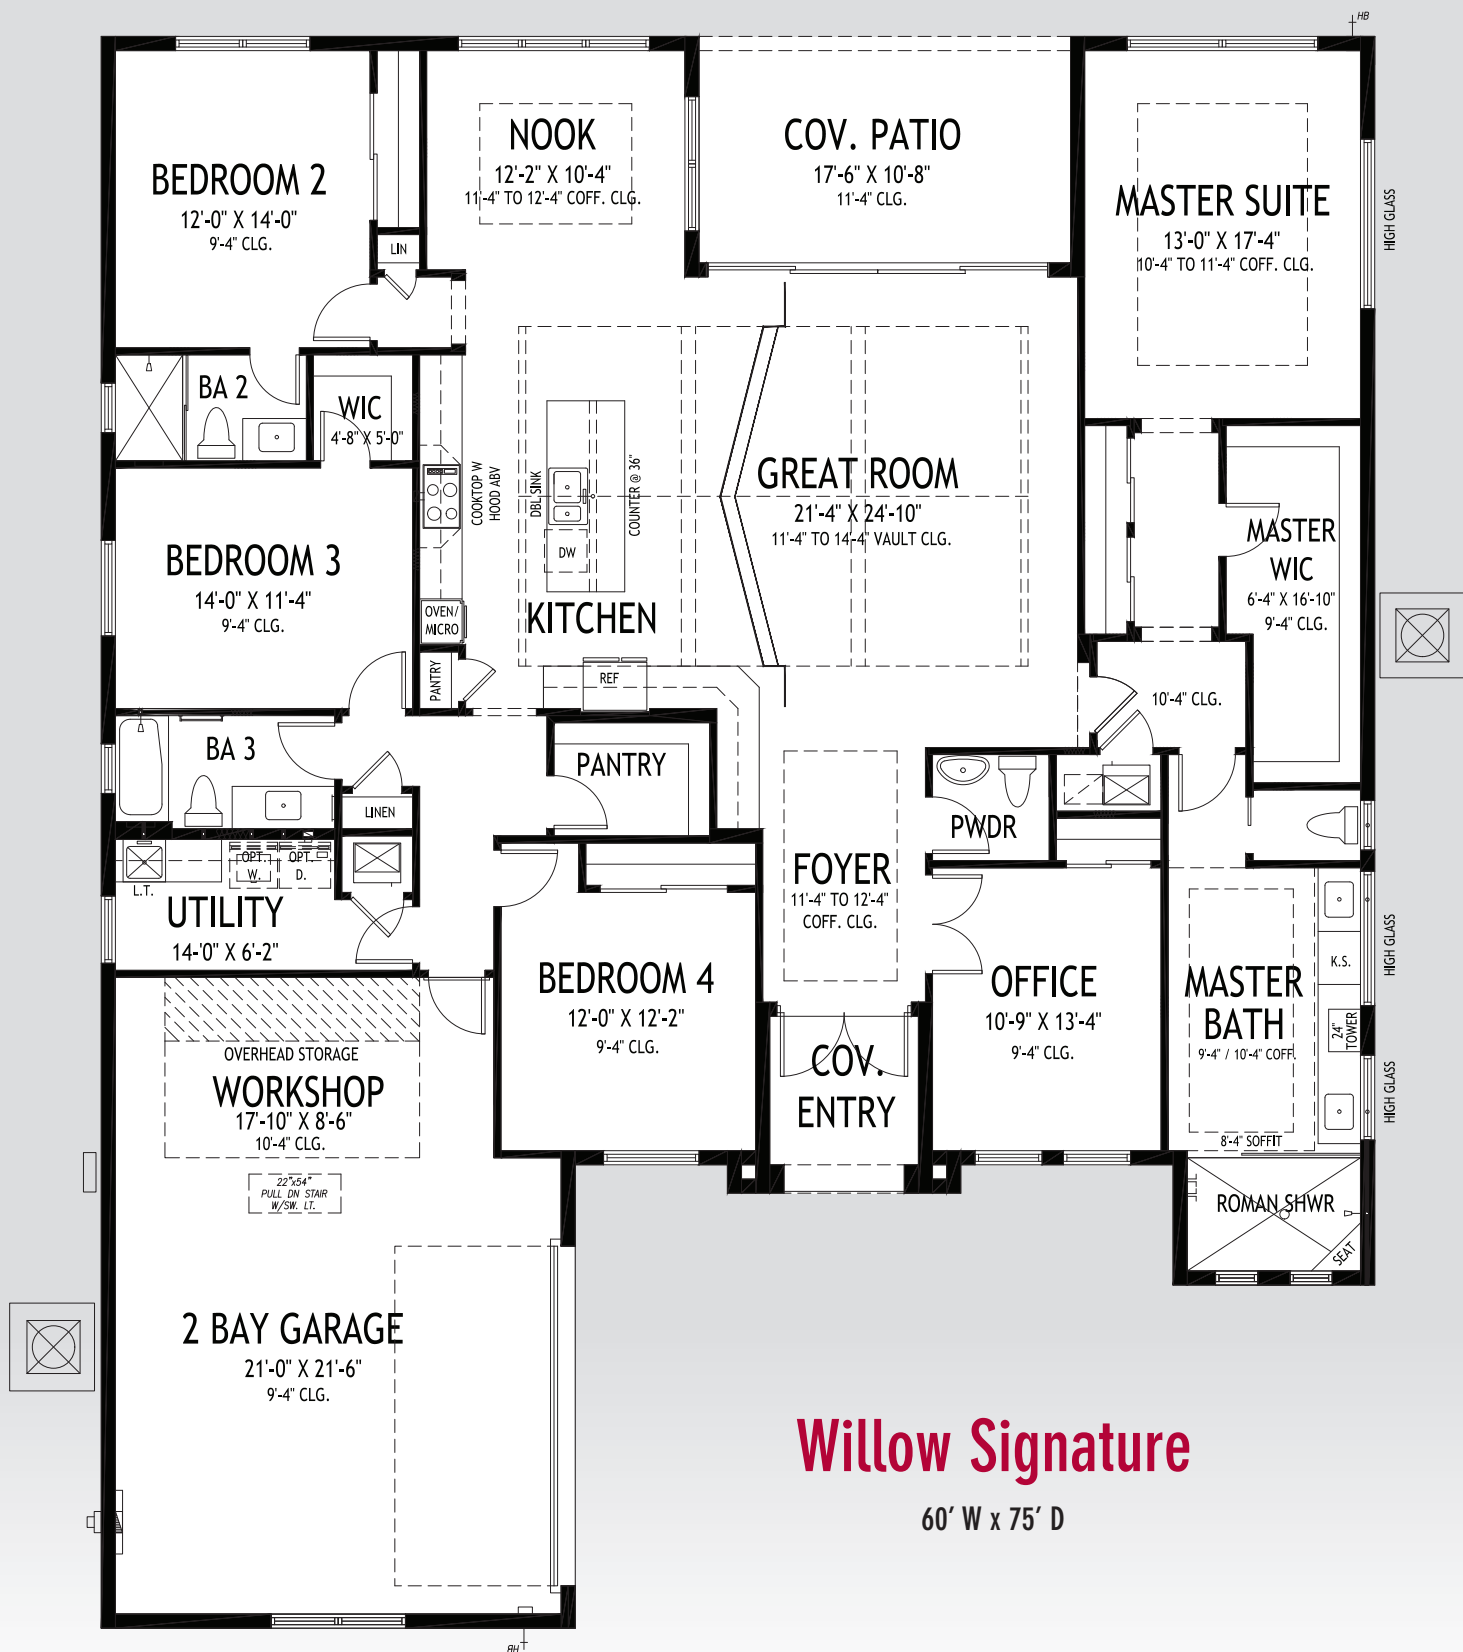 HB
BEDROOM 2
12'-0" X 14'-0"
9'-4" CLG.
LIN
NOOK
12'-2" X 10'-4"
11'-4" TO 12'-4" COFF. CLG.
COV. PATIO
17'-6" X 10'-8"
11'-4" CLG.
MASTER SUITE
13'-0" X 17'-4"
10'-4" TO 11'-4" COFF. CLG.
HIGH GLASS
BA 2
WIC
4'-8" X 5'-0"
COOKTOP W
HOOD ABV
DBL SINK
DW
COUNTER @ 36"
GREAT ROOM
21'-4" X 24'-10"
11'-4" TO 14'-4" VAULT CLG.
MASTER
WIC
6'-4" X 16'-10"
9'-4" CLG.
BEDROOM 3
14'-0" X 11'-4"
9'-4" CLG.
OVEN/
MICRO
KITCHEN
PANTRY
REF
10'-4" CLG.
BA 3
LINEN
PANTRY
PWDR
L.T.
OPT.
W.
OPT.
D.
UTILITY
14'-0" X 6'-2"
FOYER
11'-4" TO 12'-4"
COFF. CLG.
BEDROOM 4
12'-0" X 12'-2"
9'-4" CLG.
OFFICE
10'-9" X 13'-4"
9'-4" CLG.
MASTER
BATH
9'-4" / 10'-4" COFF.
K.S.
24"
TOWER
HIGH GLASS
HIGH GLASS
8'-4" SOFFIT
OVERHEAD STORAGE
WORKSHOP
17'-10" X 8'-6"
10'-4" CLG.
COV.
ENTRY
22"x54"
PULL DN STAIR
W/SW. LT.
ROMAN SHWR
SEAT
2 BAY GARAGE
21'-0" X 21'-6"
9'-4" CLG.
Willow Signature
60' W x 75' D
HB